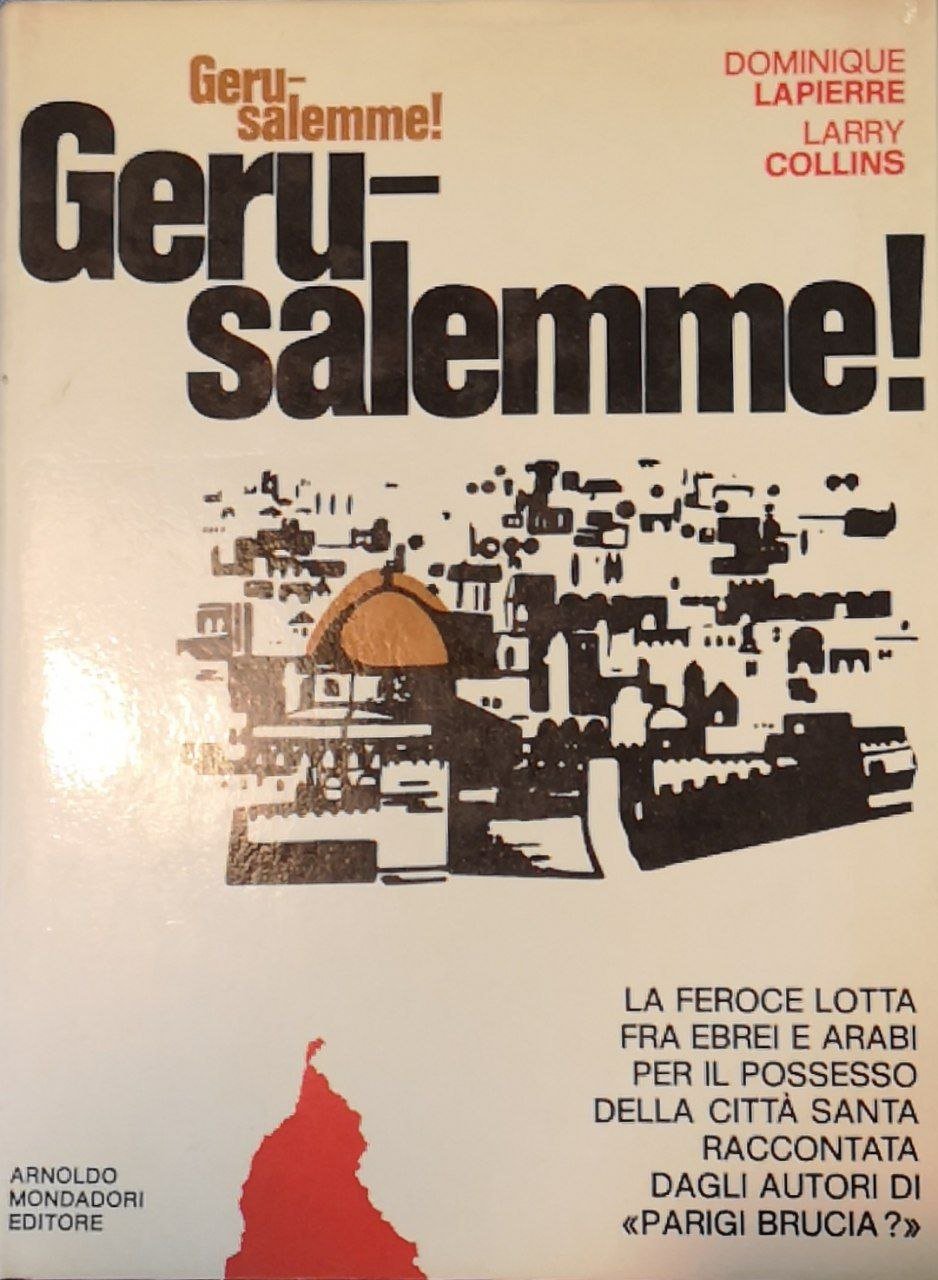 Geru-
salemme!
DOMINIQUE
LAPIERRE
LARRY
COLLINS
Geru-
salemme!
LA FEROCE LOTTA
FRA EBREI E ARABI
PER IL POSSESSO
DELLA CITTÀ SANTA
RACCONTATA
DAGLI AUTORI DI
«PARIGI BRUCIA?»
ARNOLDO
MONDADORI
EDITORE